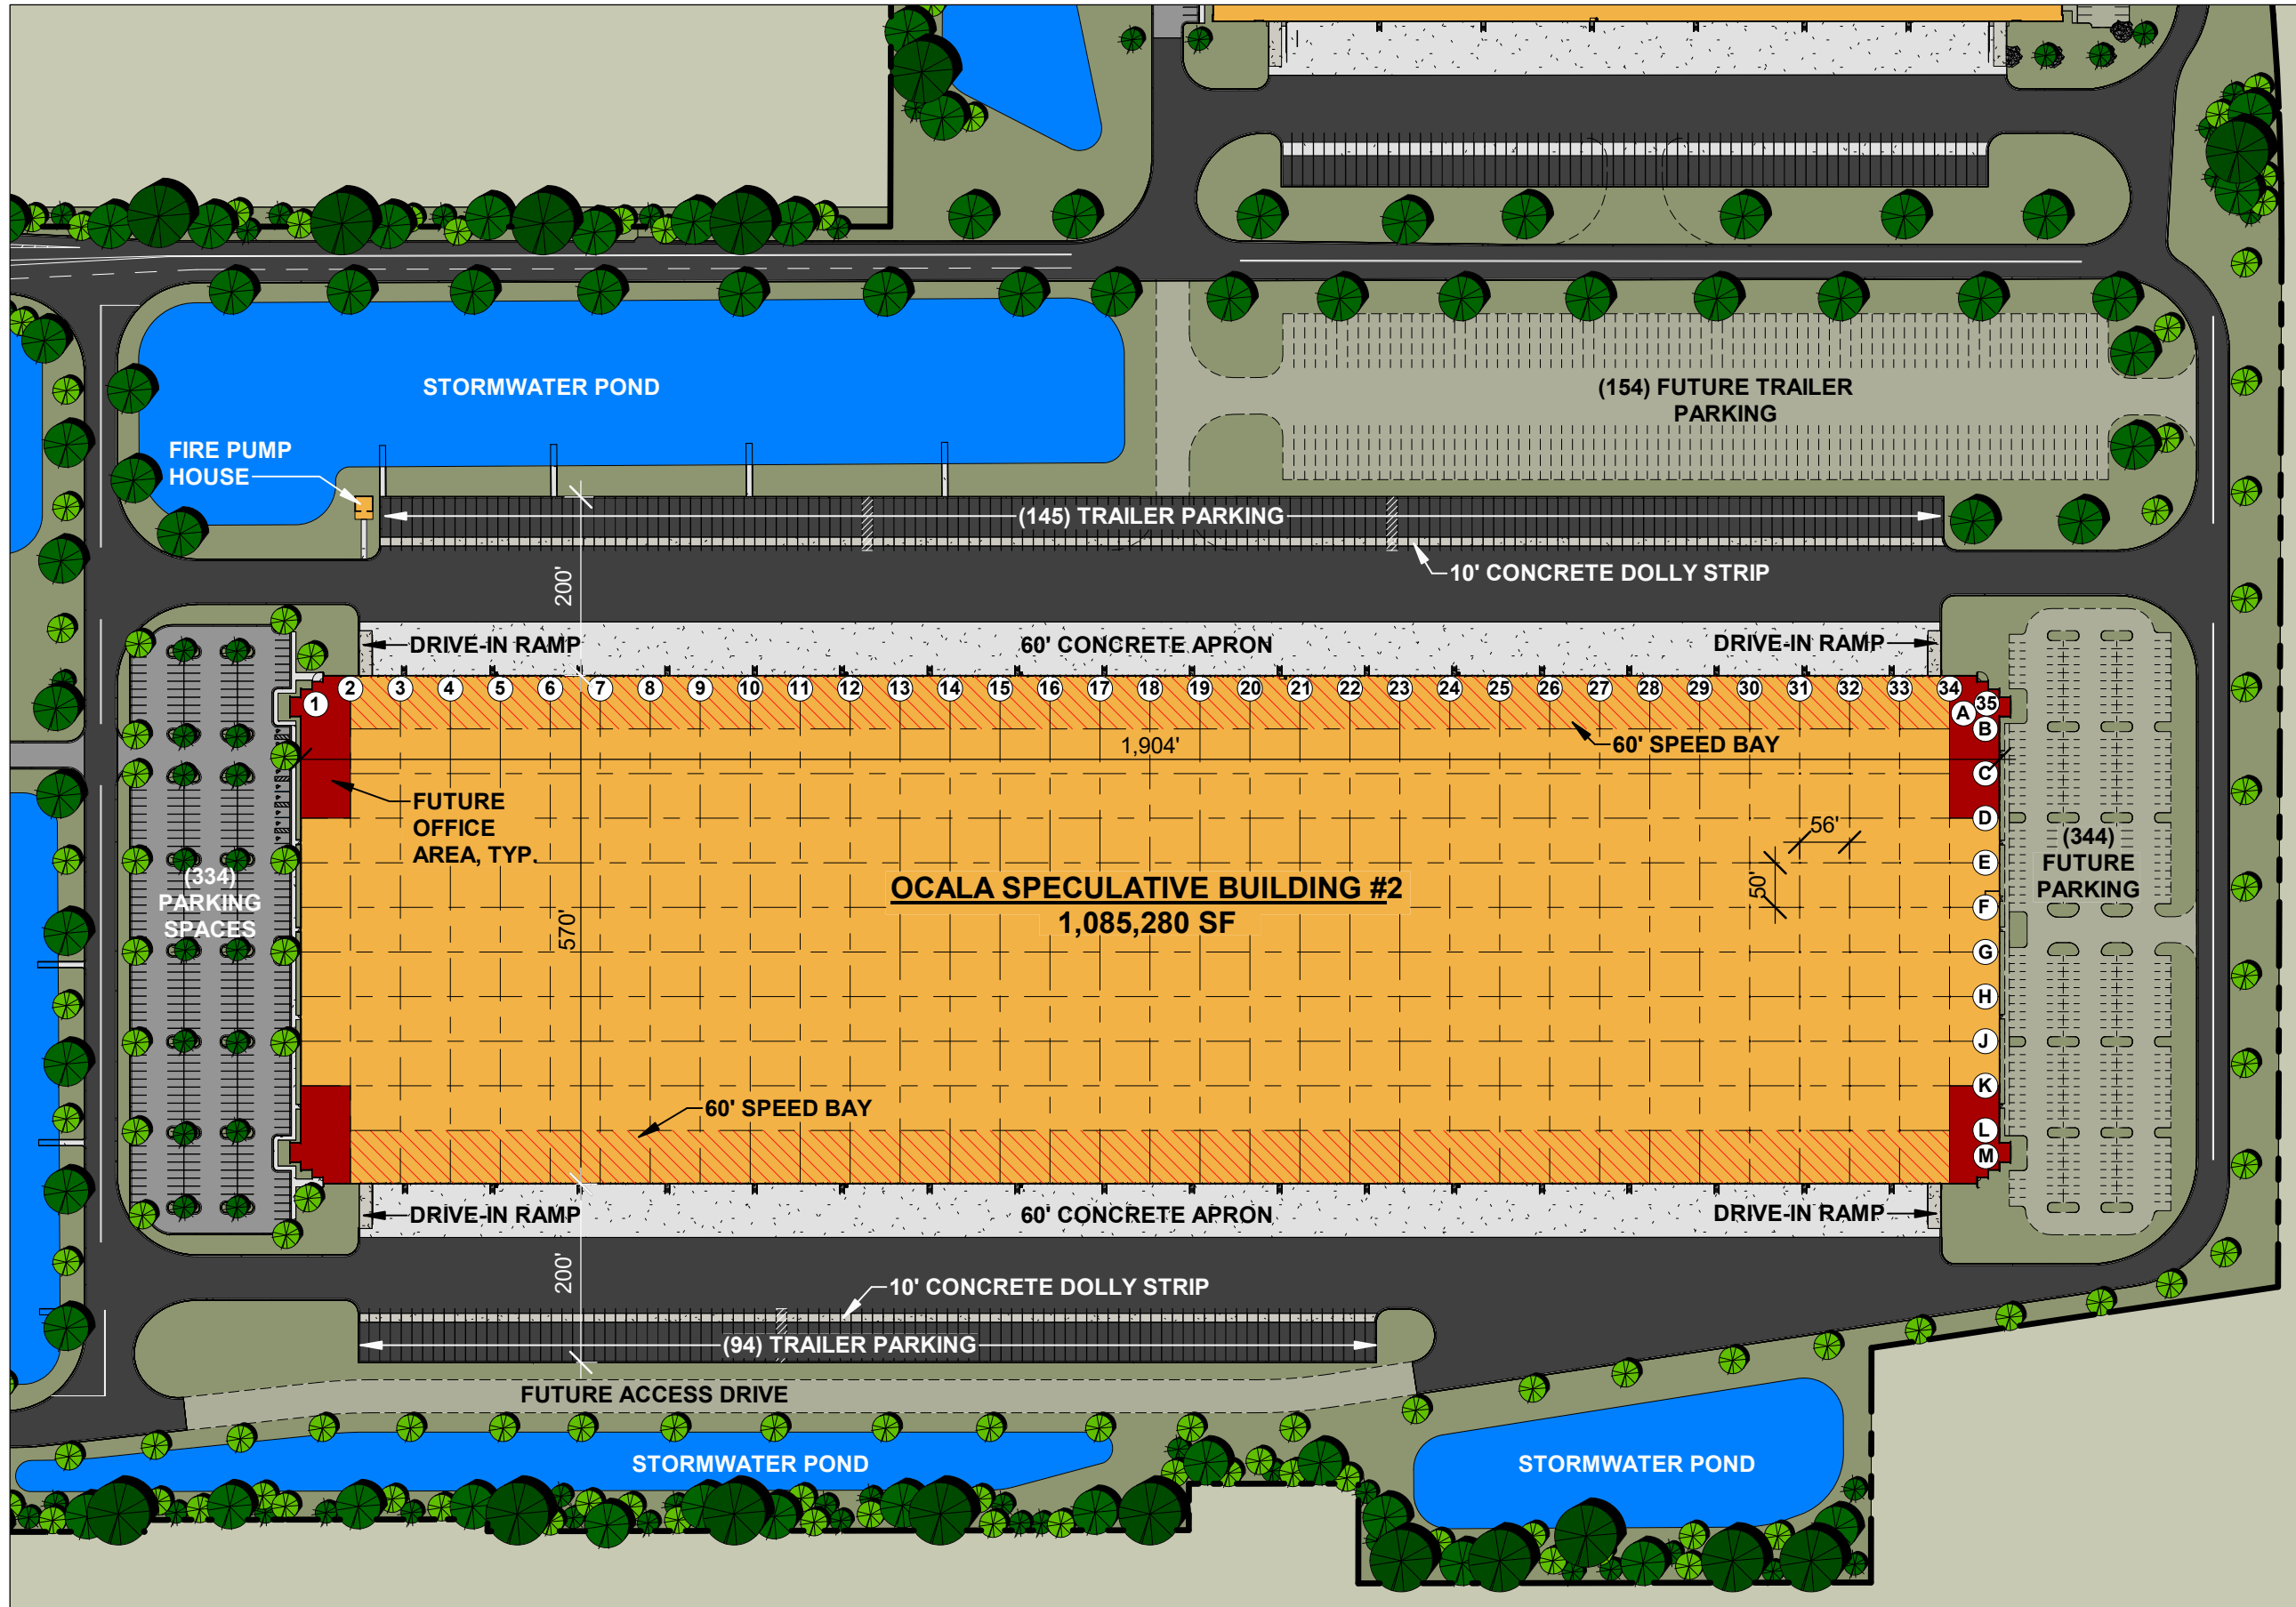 STORMWATER POND
(154) FUTURE TRAILER
PARKING
FIRE PUMP
HOUSE
(145) TRAILER PARKING
10' CONCRETE DOLLY STRIP
200'
DRIVE-IN RAMP
60' CONCRETE APRON
DRIVE-IN RAMP
1 2 3 4 5 6 7 8 9 10 11 12 13 14 15 16 17 18 19 20 21 22 23 24 25 26 27 28 29 30 31 32 33 34 35
A
B
C
D
E
F
G
H
J
K
L
M
60' SPEED BAY
1,904'
FUTURE
OFFICE
AREA, TYP.
56'
50'
(334)
PARKING
SPACES
(344)
FUTURE
PARKING
OCALA SPECULATIVE BUILDING #2
1,085,280 SF
570'
60' SPEED BAY
DRIVE-IN RAMP
60' CONCRETE APRON
DRIVE-IN RAMP
200'
10' CONCRETE DOLLY STRIP
(94) TRAILER PARKING
FUTURE ACCESS DRIVE
STORMWATER POND
STORMWATER POND